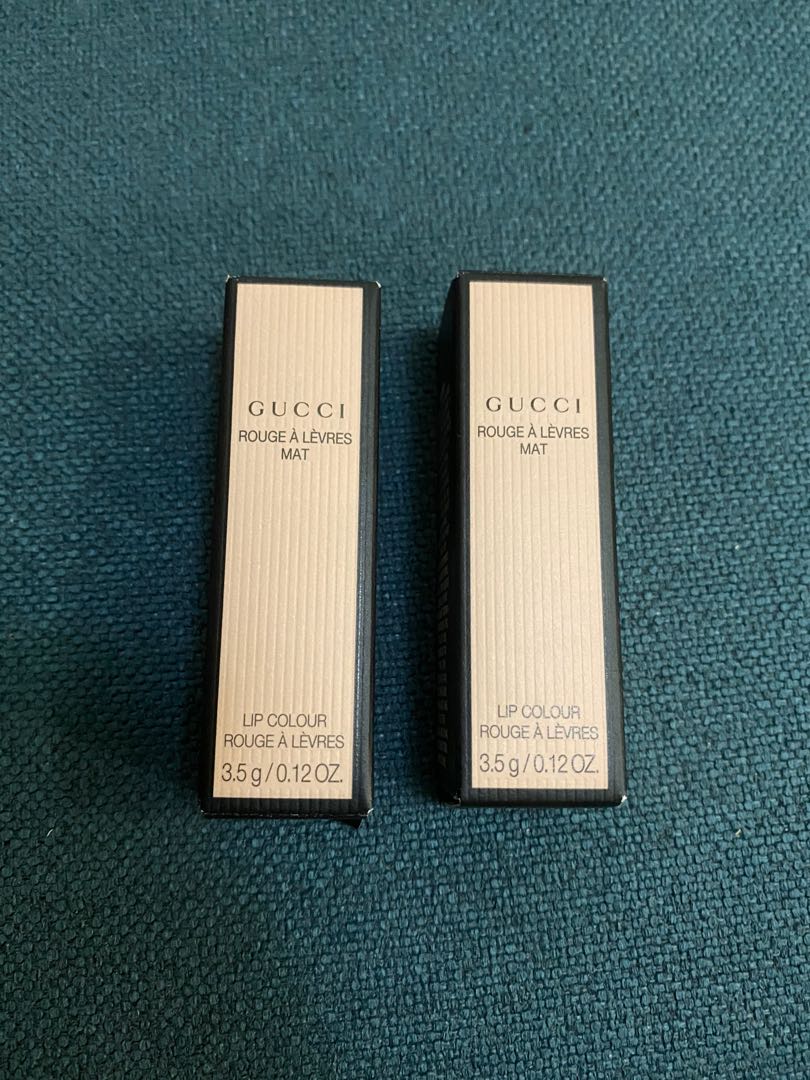 GUCCI
ROUGE À LÈVRES
MAT
LIP COLOUR
ROUGE À LÈVRES
3.5 g / 0.12 OZ.
GUCCI
ROUGE À LÈVRES
MAT
LIP COLOUR
ROUGE À LÈVRES
3.5 g / 0.12 OZ.